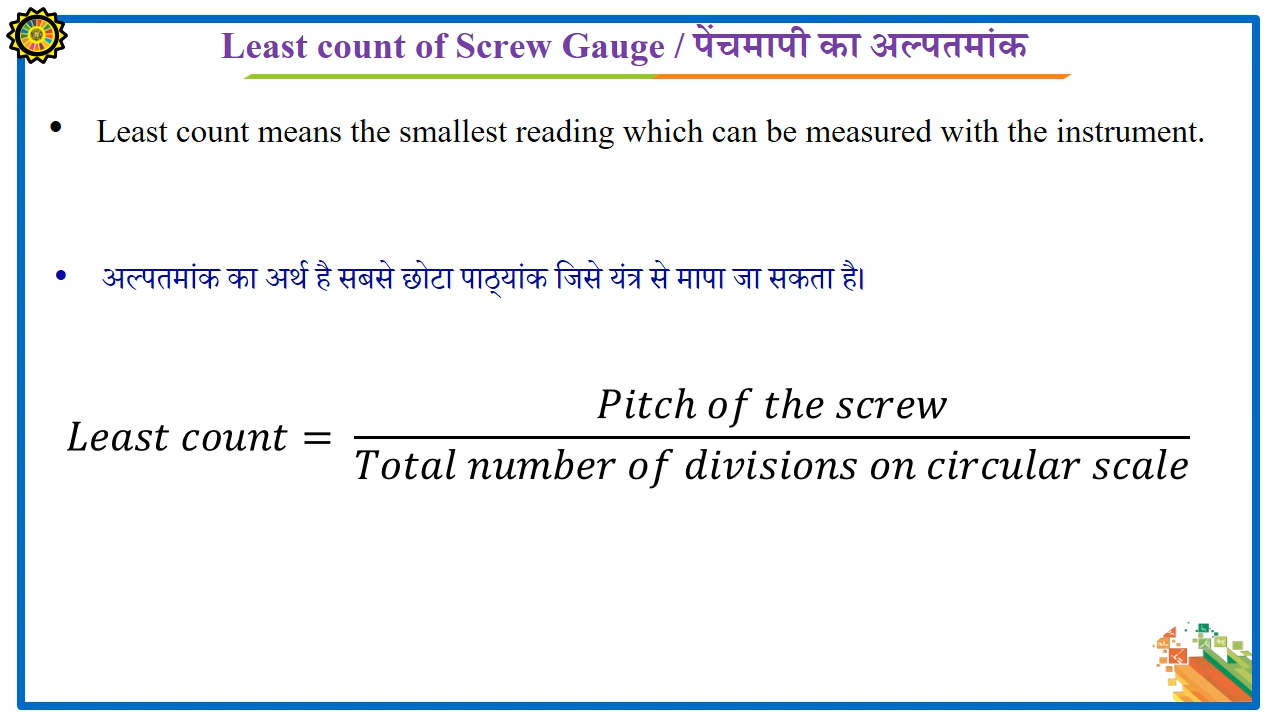 Least count of Screw Gauge / पेंचमापी का अल्पतमांक
• Least count means the smallest reading which can be measured with the instrument.
• अल्पतमांक का अर्थ है सबसे छोटा पाठ्यांक जिसे यंत्र से मापा जा सकता है।
Least count = Pitch of the screw / Total number of divisions on circular scale